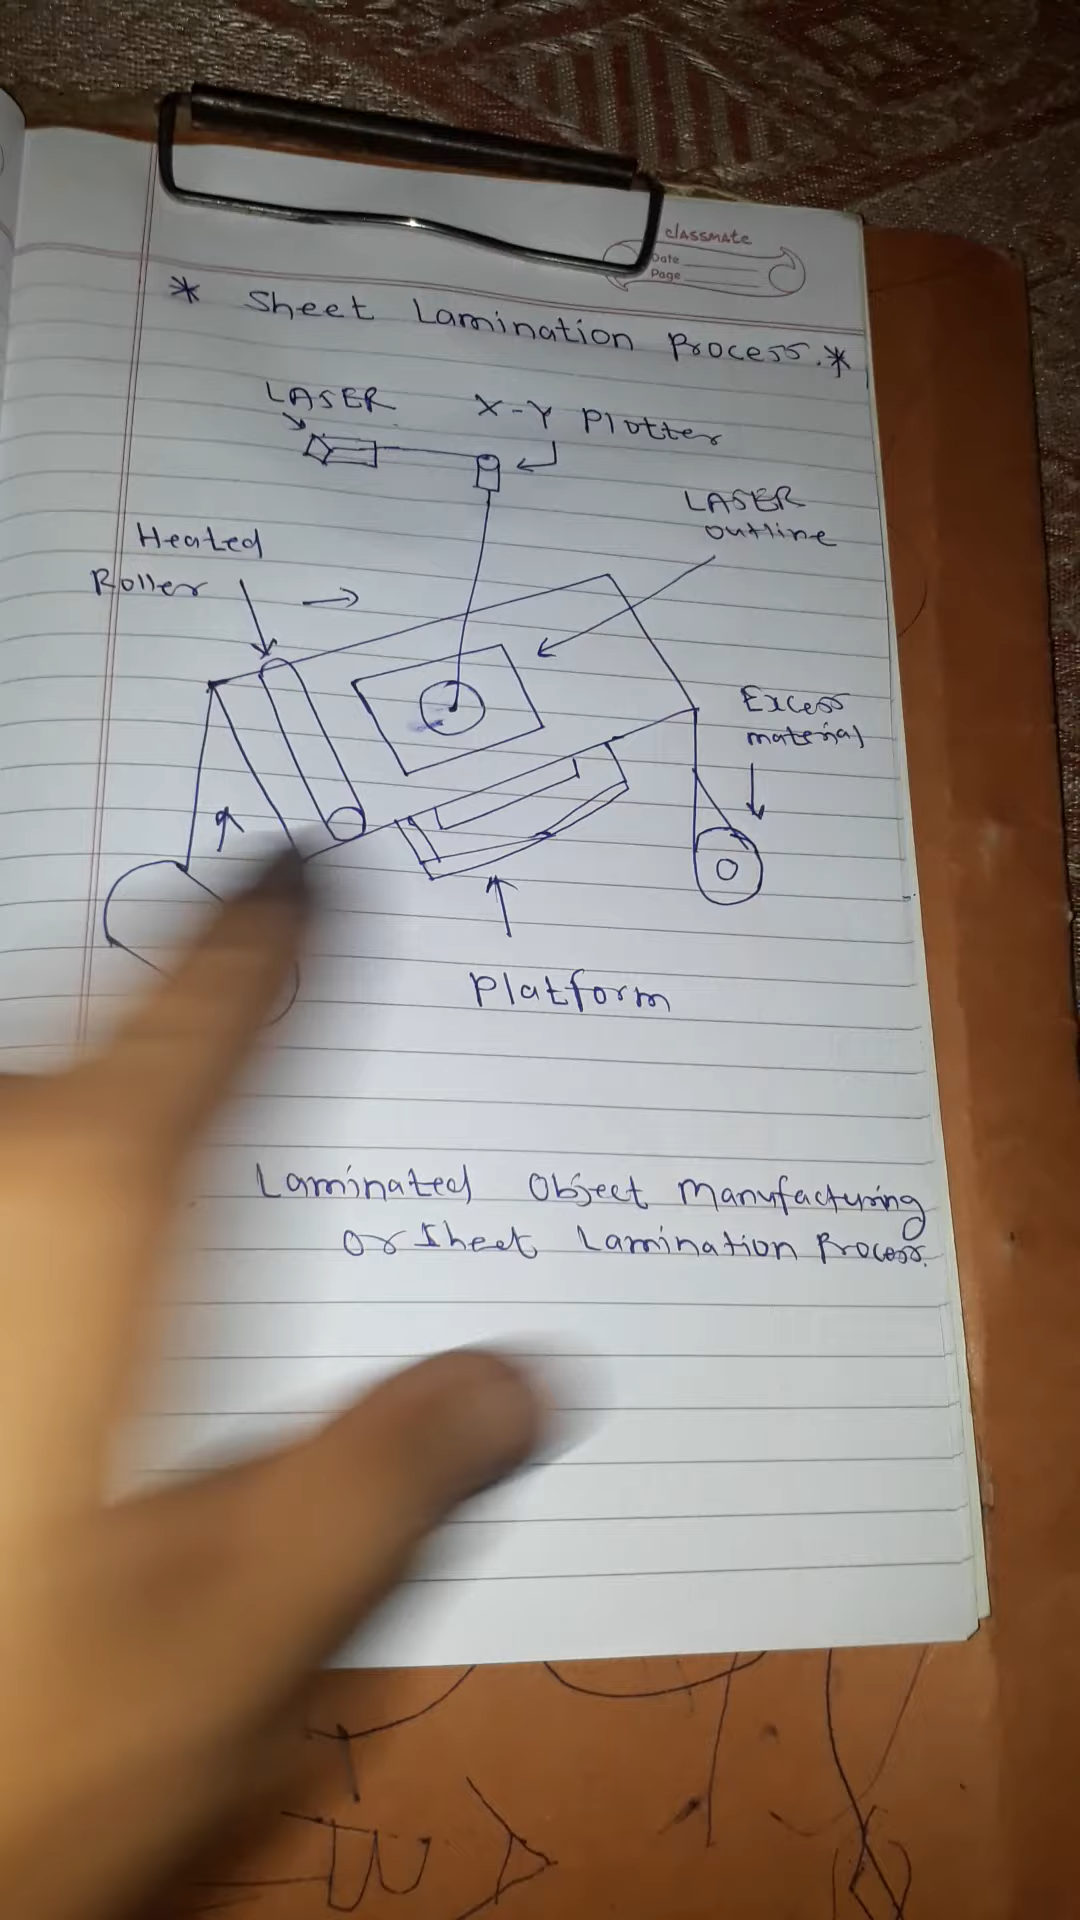 classmate
Date
Page
* Sheet Lamination Process. *
LASER
X-Y Plotter
LASER
outline
Heated
Roller
Excess
material
Platform
Laminated Object Manufacturing
or Sheet Lamination Process.